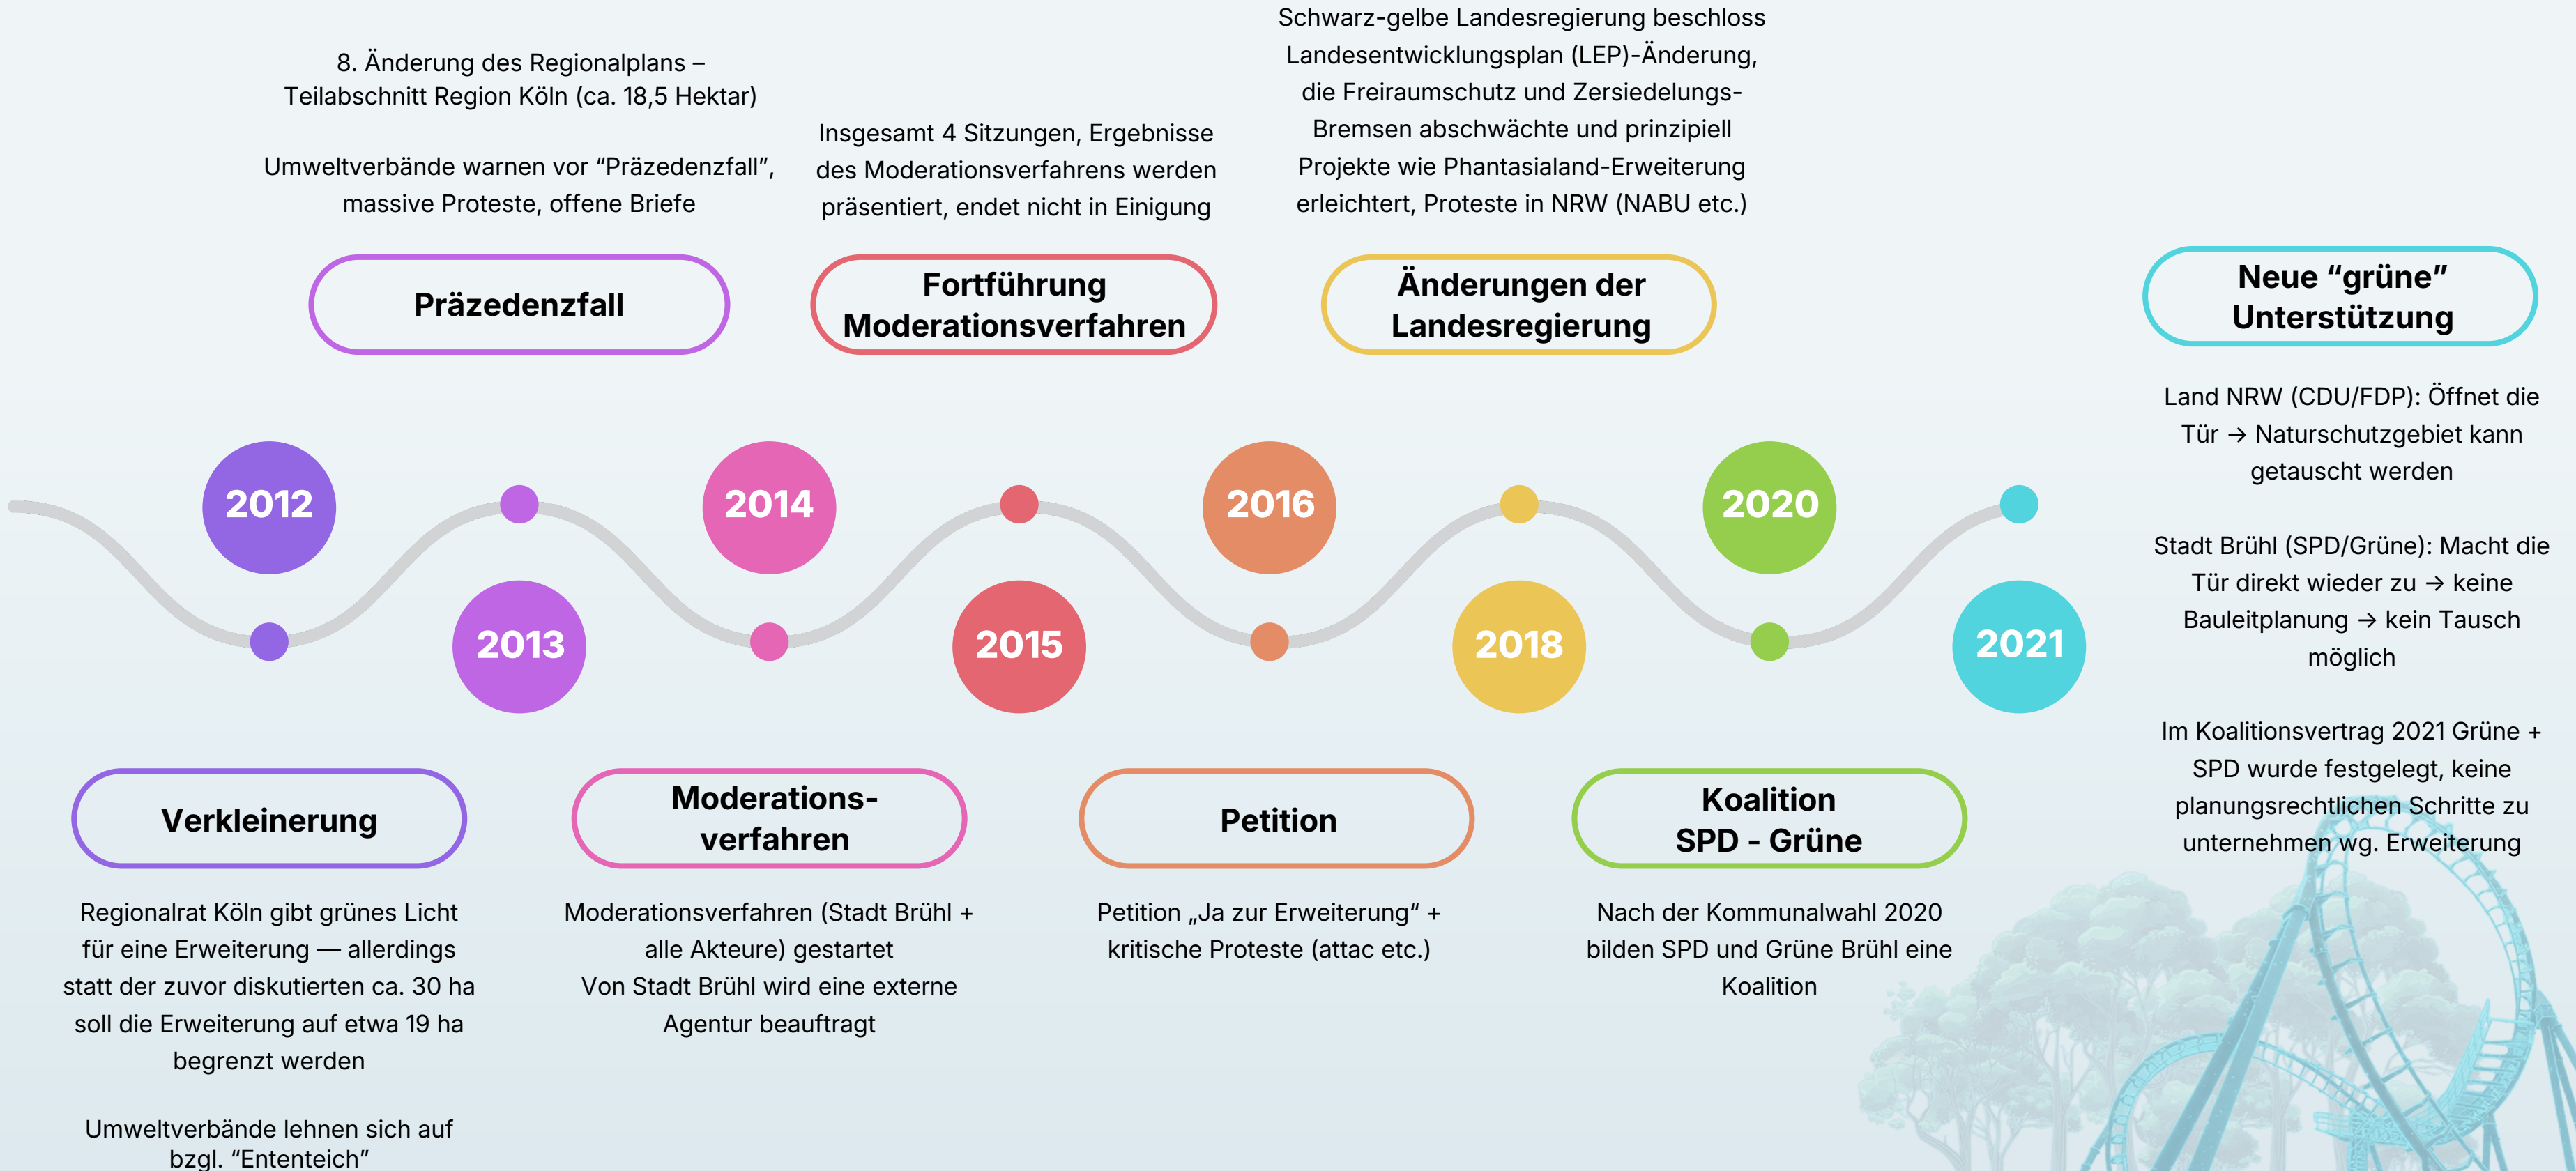 8. Änderung des Regionalplans –
Teilabschnitt Region Köln (ca. 18,5 Hektar)
Umweltverbände warnen vor “Präzedenzfall”,
massive Proteste, offene Briefe
Präzedenzfall
Insgesamt 4 Sitzungen, Ergebnisse
des Moderationsverfahrens werden
präsentiert, endet nicht in Einigung
Fortführung
Moderationsverfahren
Schwarz-gelbe Landesregierung beschloss
Landesentwicklungsplan (LEP)-Änderung,
die Freiraumschutz und Zersiedelungs-
Bremsen abschwächte und prinzipiell
Projekte wie Phantasialand-Erweiterung
erleichtert, Proteste in NRW (NABU etc.)
Änderungen der
Landesregierung
Neue “grüne”
Unterstützung
Land NRW (CDU/FDP): Öffnet die
Tür → Naturschutzgebiet kann
getauscht werden
Stadt Brühl (SPD/Grüne): Macht die
Tür direkt wieder zu → keine
Bauleitplanung → kein Tausch
möglich
Im Koalitionsvertrag 2021 Grüne +
SPD wurde festgelegt, keine
planungsrechtlichen Schritte zu
unternehmen wg. Erweiterung
2012
2013
2014
2015
2016
2018
2020
2021
Verkleinerung
Regionalrat Köln gibt grünes Licht
für eine Erweiterung — allerdings
statt der zuvor diskutierten ca. 30 ha
soll die Erweiterung auf etwa 19 ha
begrenzt werden
Umweltverbände lehnen sich auf
bzgl. “Ententeich”
Moderations-
verfahren
Moderationsverfahren (Stadt Brühl +
alle Akteure) gestartet
Von Stadt Brühl wird eine externe
Agentur beauftragt
Petition
Petition „Ja zur Erweiterung“ +
kritische Proteste (attac etc.)
Koalition
SPD - Grüne
Nach der Kommunalwahl 2020
bilden SPD und Grüne Brühl eine
Koalition